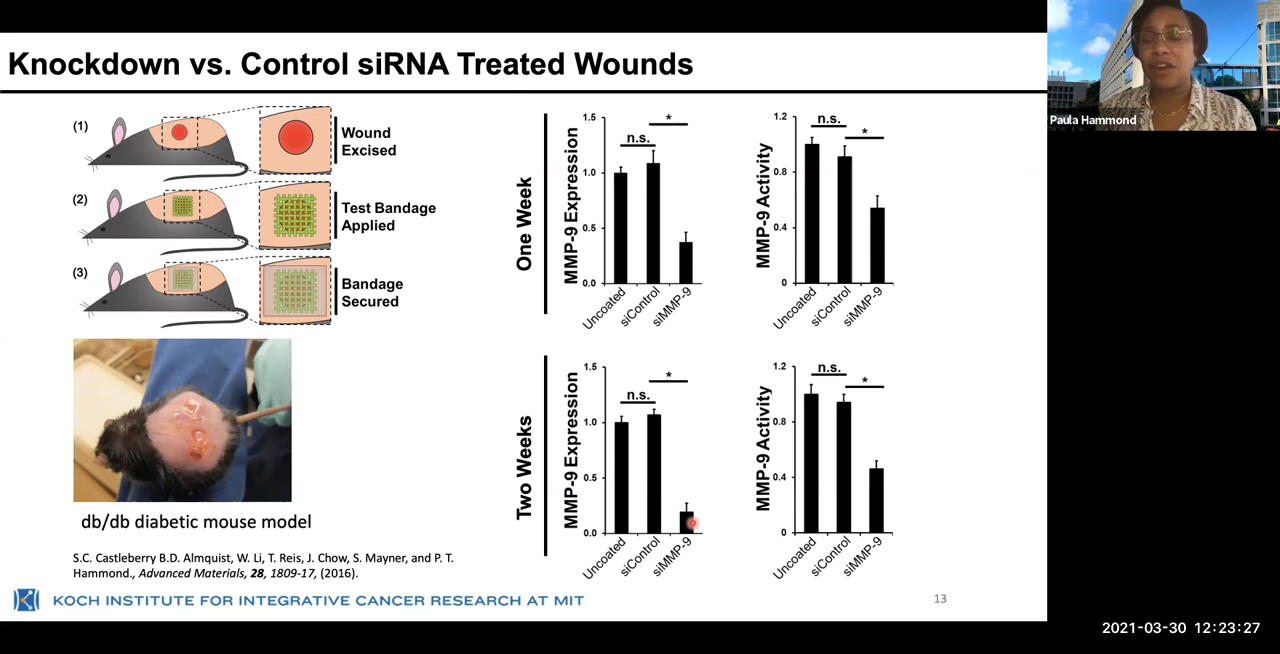 Knockdown vs. Control siRNA Treated Wounds
Paula Hammond
(1)
Wound
Excised
(2)
Test Bandage
Applied
(3)
Bandage
Secured
db/db diabetic mouse model
S.C. Castleberry B.D. Almquist, W. Li, T. Reis, J. Chow, S. Mayner, and P. T.
Hammond., Advanced Materials, 28, 1809-17, (2016).
One Week
MMP-9 Expression
1.5
1.0
0.5
0.0
n.s.
*
Uncoated
siControl
siMMP-9
MMP-9 Activity
1.2
0.8
0.4
0
n.s.
*
Uncoated
siControl
siMMP-9
Two Weeks
MMP-9 Expression
1.5
1.0
0.5
0.0
n.s.
*
Uncoated
siControl
siMMP-9
MMP-9 Activity
1.2
0.8
0.4
0
n.s.
*
Uncoated
siControl
siMMP-9
KOCH INSTITUTE FOR INTEGRATIVE CANCER RESEARCH AT MIT
13
2021-03-30 12:23:27